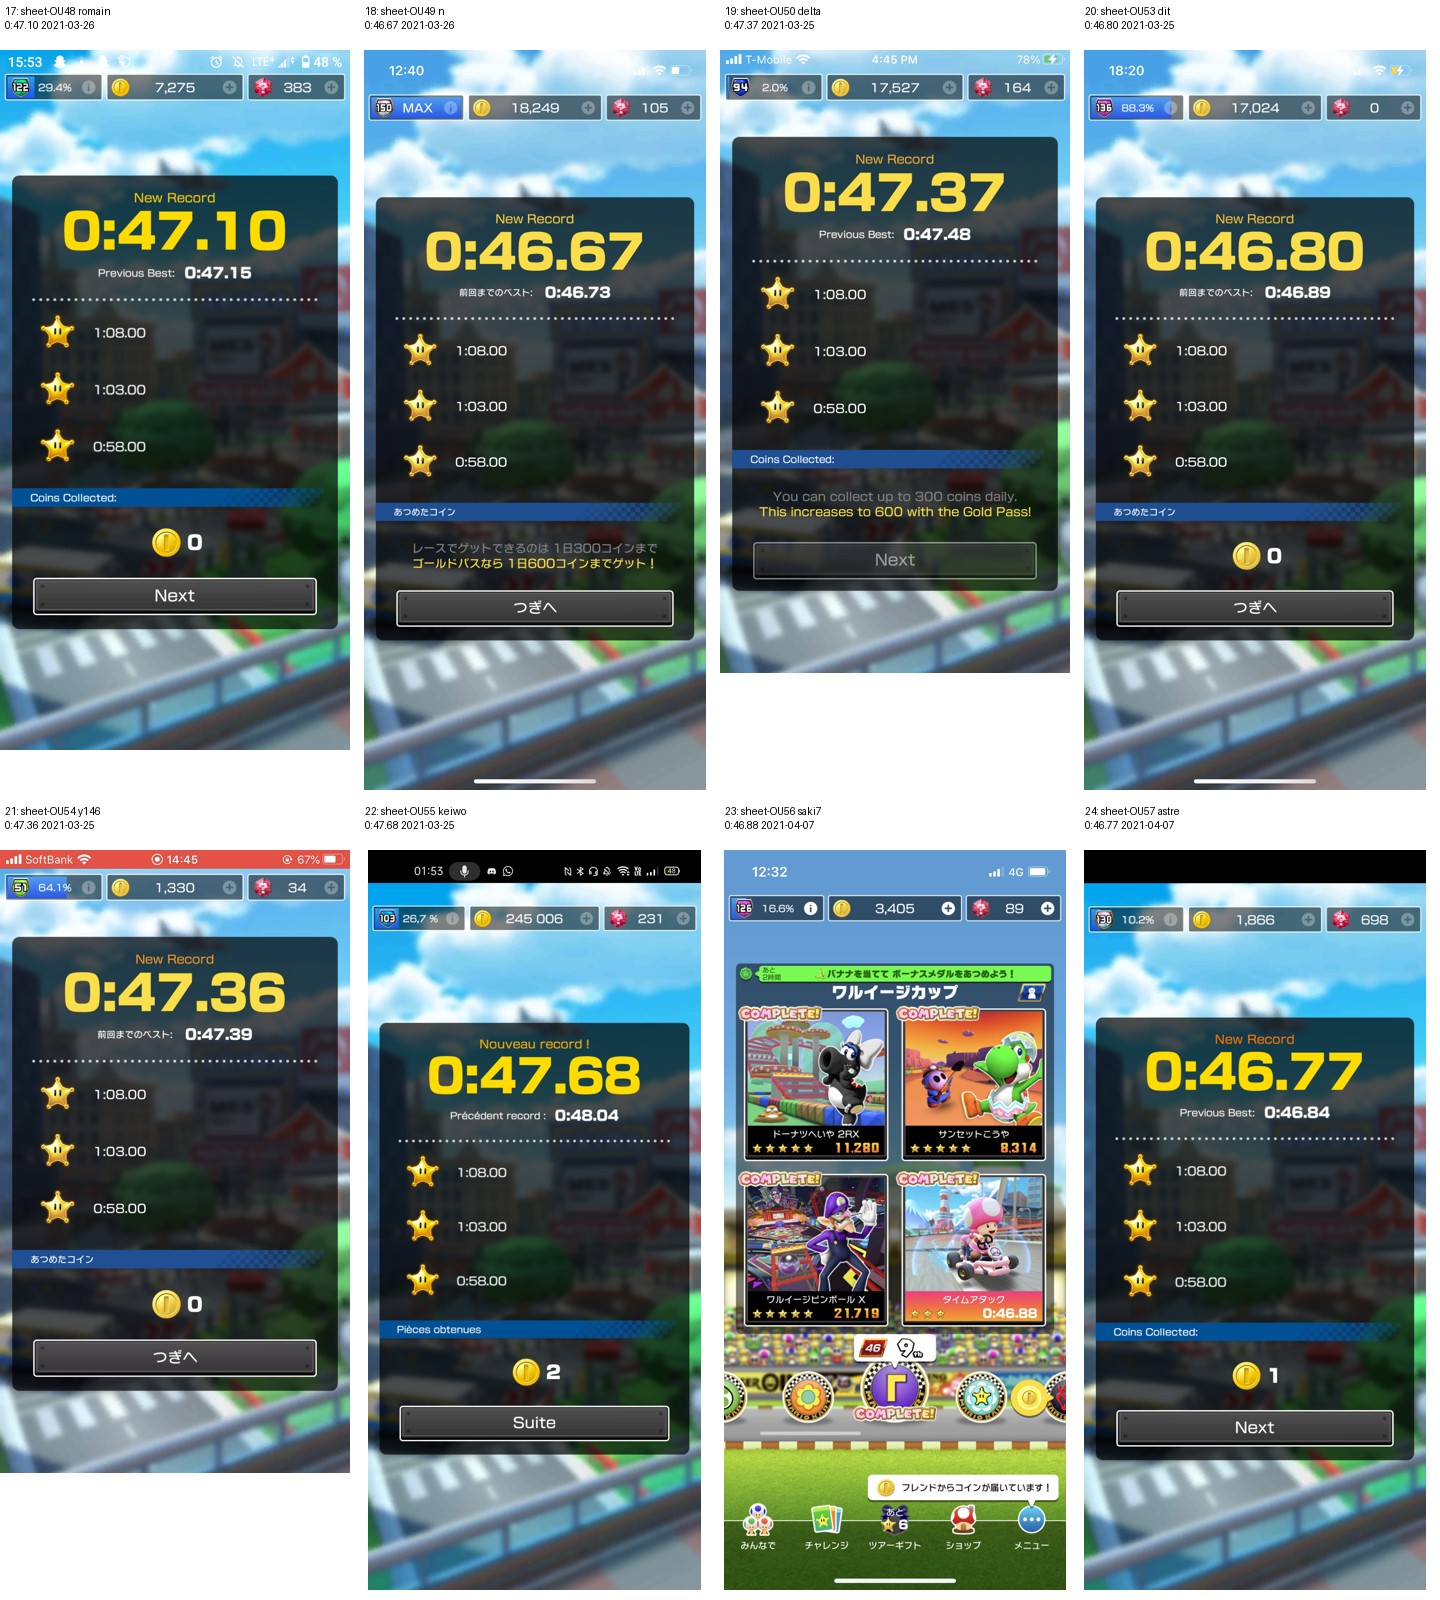 17: sheet-OU48 romain
0:47.10 2021-03-26
15:53 LTE+ 48 %
122 29.4% 7,275 383
New Record
0:47.10
Previous Best: 0:47.15
1:08.00
1:03.00
0:58.00
Coins Collected:
0
Next
18: sheet-OU49 n
0:46.67 2021-03-26
12:40
150 MAX 18,249 105
New Record
0:46.67
前回までのベスト: 0:46.73
1:08.00
1:03.00
0:58.00
あつめたコイン
レースでゲットできるのは 1日300コインまで
ゴールドパスなら 1日600コインまでゲット！
つぎへ
19: sheet-OU50 delta
0:47.37 2021-03-25
T-Mobile 4:45 PM 78%
94 2.0% 17,527 164
New Record
0:47.37
Previous Best: 0:47.48
1:08.00
1:03.00
0:58.00
Coins Collected:
You can collect up to 300 coins daily.
This increases to 600 with the Gold Pass!
Next
20: sheet-OU53 dit
0:46.80 2021-03-25
18:20
136 88.3% 17,024 0
New Record
0:46.80
前回までのベスト: 0:46.89
1:08.00
1:03.00
0:58.00
あつめたコイン
0
つぎへ
21: sheet-OU54 y146
0:47.36 2021-03-25
SoftBank 14:45 67%
51 64.1% 1,330 34
New Record
0:47.36
前回までのベスト: 0:47.39
1:08.00
1:03.00
0:58.00
あつめたコイン
0
つぎへ
22: sheet-OU55 keiwo
0:47.68 2021-03-25
01:53 48
103 26,7 % 245 006 231
Nouveau record !
0:47.68
Précédent record : 0:48.04
1:08.00
1:03.00
0:58.00
Pièces obtenues
2
Suite
23: sheet-OU56 saki7
0:46.88 2021-04-07
12:32 4G
126 16.6% 3,405 89
あと
2時間
バナナを当てて ボーナスメダルをあつめよう！
ワルイージカップ
COMPLETE! COMPLETE!
ドーナツへいや 2RX サンセットこうや
11,280 8,314
COMPLETE!
ワルイージピンボール X タイムアタック
21,719 0:46.88
46 9th
COMPLETE!
フレンドからコインが届いています！
あと
6
みんなで チャレンジ ツアーギフト ショップ メニュー
24: sheet-OU57 astre
0:46.77 2021-04-07
130 10.2% 1,866 698
New Record
0:46.77
Previous Best: 0:46.84
1:08.00
1:03.00
0:58.00
Coins Collected:
1
Next